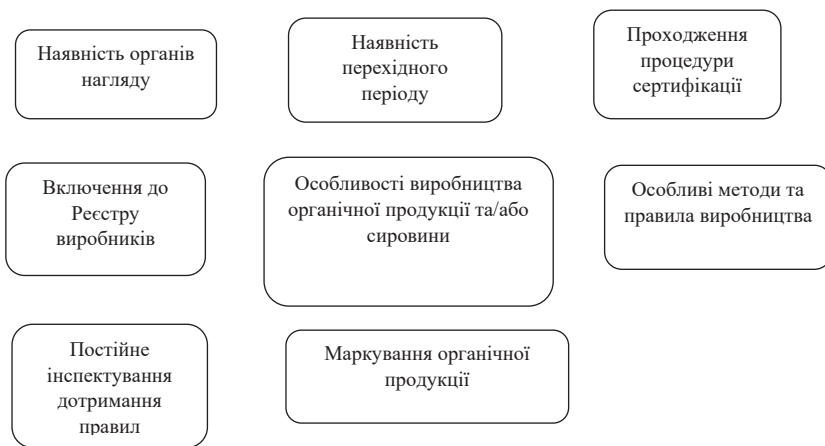 Наявність органів
нагляду
Наявність
перехідного
періоду
Проходження
процедури
сертифікації
Включення до
Реєстру
виробників
Особливості виробництва
органічної продукції та/або
сировини
Особливі методи та
правила виробництва
Постійне
інспектування
дотримання
правил
Маркування органічної
продукції